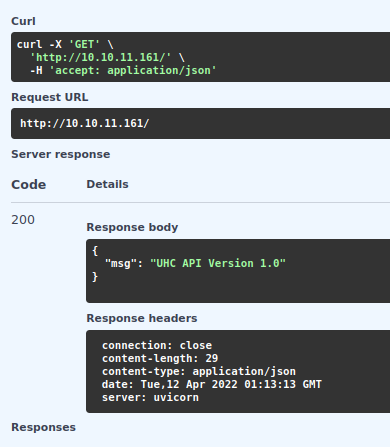 Curl
curl -X 'GET' \
'http://10.10.11.161/' \
-H 'accept: application/json'
Request URL
http://10.10.11.161/
Server response
Code Details
200
Response body
{
"msg": "UHC API Version 1.0"
}
Response headers
connection: close
content-length: 29
content-type: application/json
date: Tue,12 Apr 2022 01:13:13 GMT
server: uvicorn
Responses